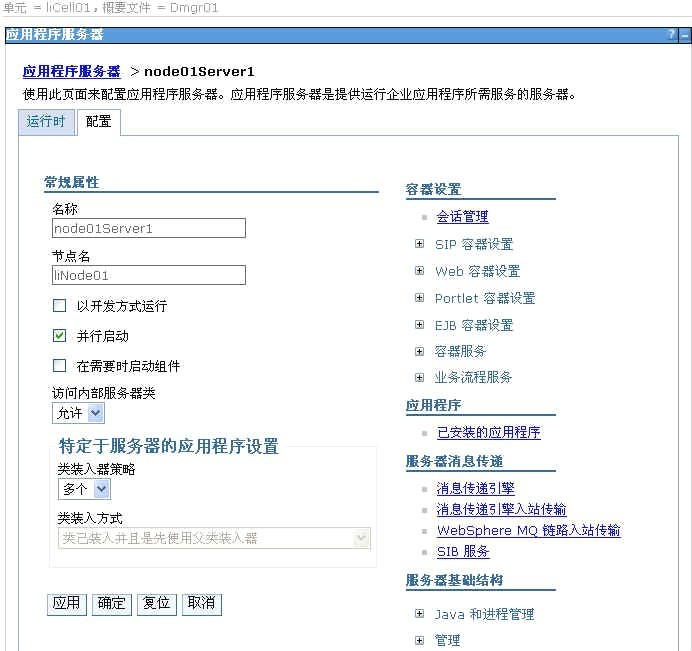 单元 = liCell01，概要文件 = Dmgr01
应用程序服务器 ? –
应用程序服务器 > node01Server1
使用此页面来配置应用程序服务器。应用程序服务器是提供运行企业应用程序所需服务的服务器。
运行时 配置
常规属性
名称
node01Server1
节点名
liNode01
以开发方式运行
并行启动
在需要时启动组件
访问内部服务器类
允许
特定于服务器的应用程序设置
类装入器策略
多个
类装入方式
类已装入并且是先使用父类装入器
应用 确定 复位 取消
容器设置
会话管理
SIP 容器设置
Web 容器设置
Portlet 容器设置
EJB 容器设置
容器服务
业务流程服务
应用程序
已安装的应用程序
服务器消息传递
消息传递引擎
消息传递引擎入站传输
WebSphere MQ 链路入站传输
SIB 服务
服务器基础结构
Java 和进程管理
管理